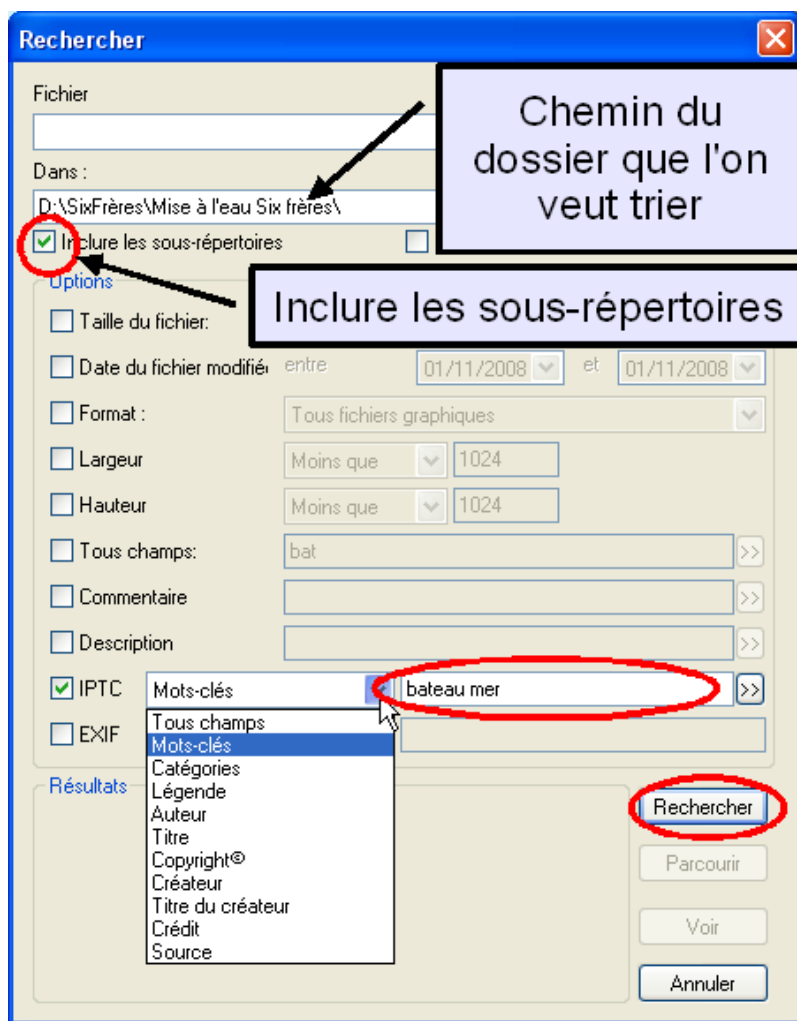 Rechercher
Fichier
Chemin du
dossier que l'on
veut trier
Dans :
D:\SixFrères\Mise à l'eau Six frères\
Inclure les sous-répertoires
Inclure les sous-répertoires
Options
Taille du fichier:
Date du fichier modifié entre 01/11/2008 et 01/11/2008
Format : Tous fichiers graphiques
Largeur Moins que 1024
Hauteur Moins que 1024
Tous champs: bat >>
Commentaire >>
Description >>
IPTC Mots-clés bateau mer >>
EXIF
Tous champs
Mots-clés
Catégories
Légende
Auteur
Titre
Copyright©
Créateur
Titre du créateur
Crédit
Source
Résultats
Rechercher
Parcourir
Voir
Annuler